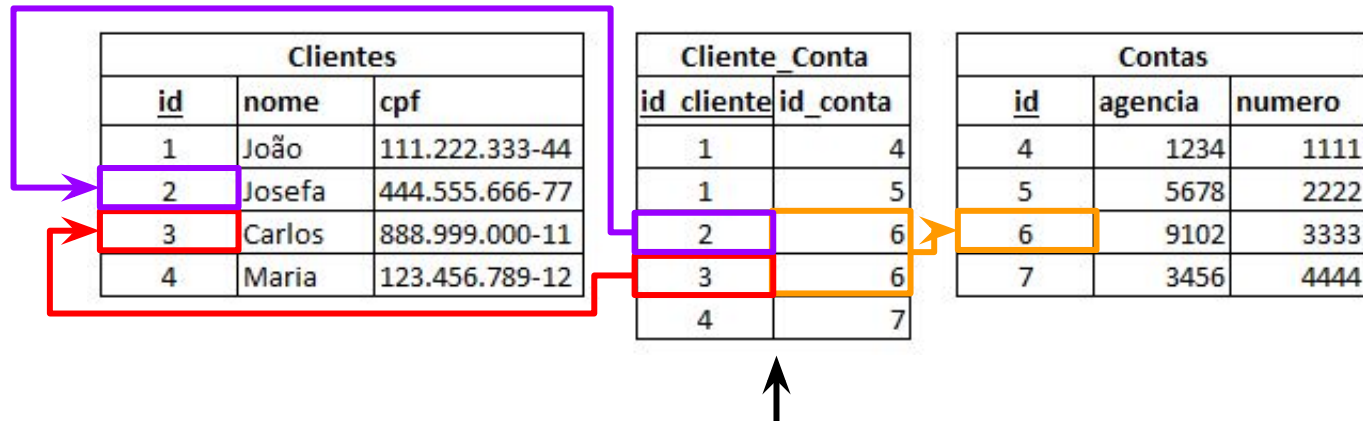 Clientes
id nome cpf
1 João 111.222.333-44
2 Josefa 444.555.666-77
3 Carlos 888.999.000-11
4 Maria 123.456.789-12
Cliente_Conta
id_cliente id_conta
1 4
1 5
2 6
3 6
4 7
Contas
id agencia numero
4 1234 1111
5 5678 2222
6 9102 3333
7 3456 4444